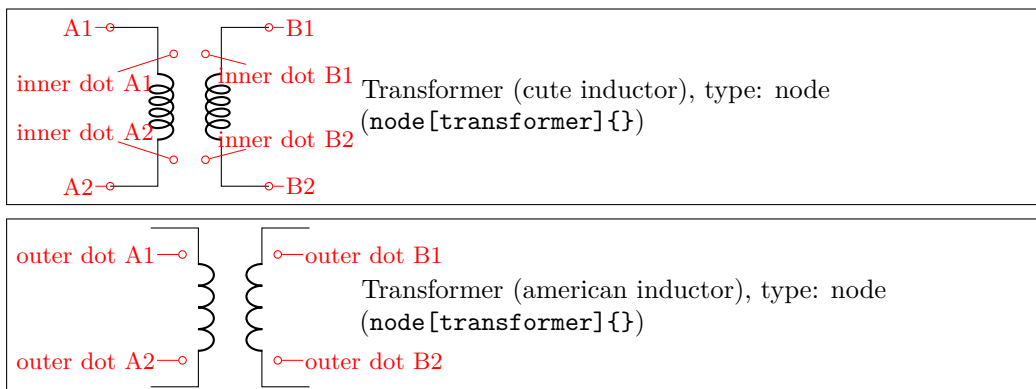 A1 B1
inner dot A1 inner dot B1
Transformer (cute inductor), type: node
(node[transformer]{})
inner dot A2 inner dot B2
A2 B2
outer dot A1 outer dot B1
Transformer (american inductor), type: node
(node[transformer]{})
outer dot A2 outer dot B2